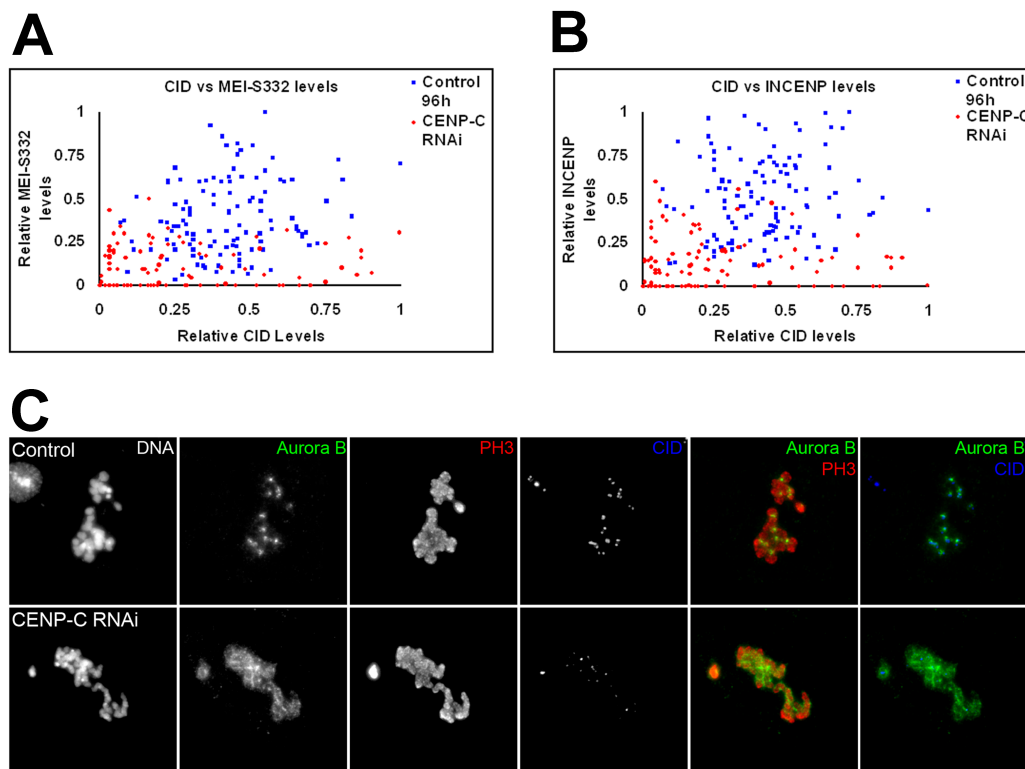 A
B
CID vs MEI-S332 levels
Control
96h
CENP-C
RNAi
1
0.75
0.5
0.25
0
0
0.25
0.5
0.75
1
Relative MEI-S332
levels
Relative CID Levels
CID vs INCENP levels
Control
96h
CENP-C
RNAi
1
0.75
0.5
0.25
0
0
0.25
0.5
0.75
1
Relative INCENP
levels
Relative CID levels
C
Control
DNA
Aurora B
PH3
CID
Aurora B
PH3
Aurora B
CID
CENP-C RNAi